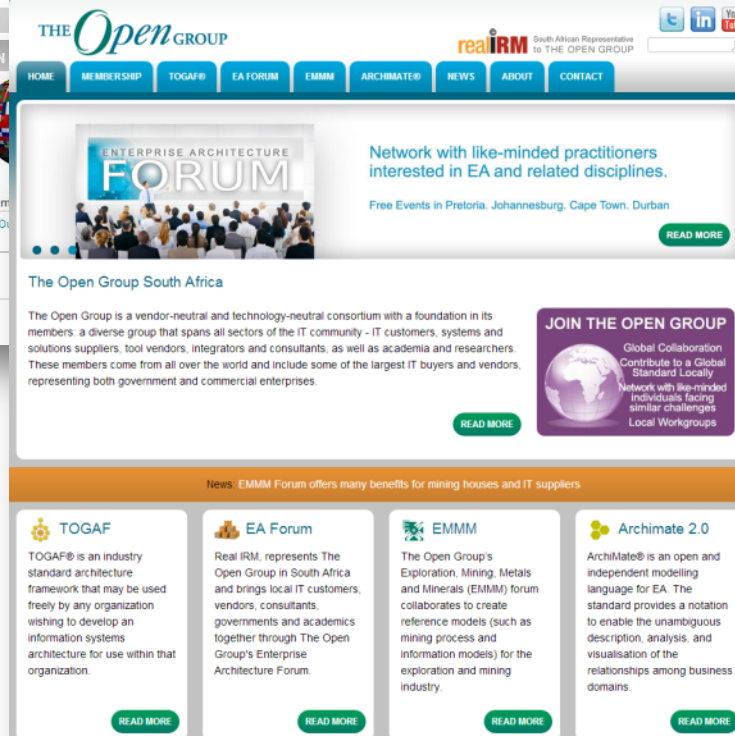 THE Open GROUP
realIRM
South African Representative
to THE OPEN GROUP
HOME MEMBERSHIP TOGAF® EA FORUM EMMM ARCHIMATE® NEWS ABOUT CONTACT
ENTERPRISE ARCHITECTURE
FORUM
Network with like-minded practitioners
interested in EA and related disciplines.
Free Events in Pretoria. Johannesburg. Cape Town. Durban
READ MORE
The Open Group South Africa
The Open Group is a vendor-neutral and technology-neutral consortium with a foundation in its
members: a diverse group that spans all sectors of the IT community - IT customers, systems and
solutions suppliers, tool vendors, integrators and consultants, as well as academia and researchers.
These members come from all over the world and include some of the largest IT buyers and vendors,
representing both government and commercial enterprises.
READ MORE
JOIN THE OPEN GROUP
Global Collaboration
Contribute to a Global
Standard Locally
Network with like-minded
individuals facing
similar challenges
Local Workgroups
News: EMMM Forum offers many benefits for mining houses and IT suppliers
TOGAF
TOGAF® is an industry
standard architecture
framework that may be used
freely by any organization
wishing to develop an
information systems
architecture for use within that
organization.
READ MORE
EA Forum
Real IRM, represents The
Open Group in South Africa
and brings local IT customers,
vendors, consultants,
governments and academics
together through The Open
Group's Enterprise
Architecture Forum.
READ MORE
EMMM
The Open Group's
Exploration, Mining, Metals
and Minerals (EMMM) forum
collaborates to create
reference models (such as
mining process and
information models) for the
exploration and mining
industry.
READ MORE
Archimate 2.0
ArchiMate® is an open and
independent modelling
language for EA. The
standard provides a notation
to enable the unambiguous
description, analysis, and
visualisation of the
relationships among business
domains.
READ MORE